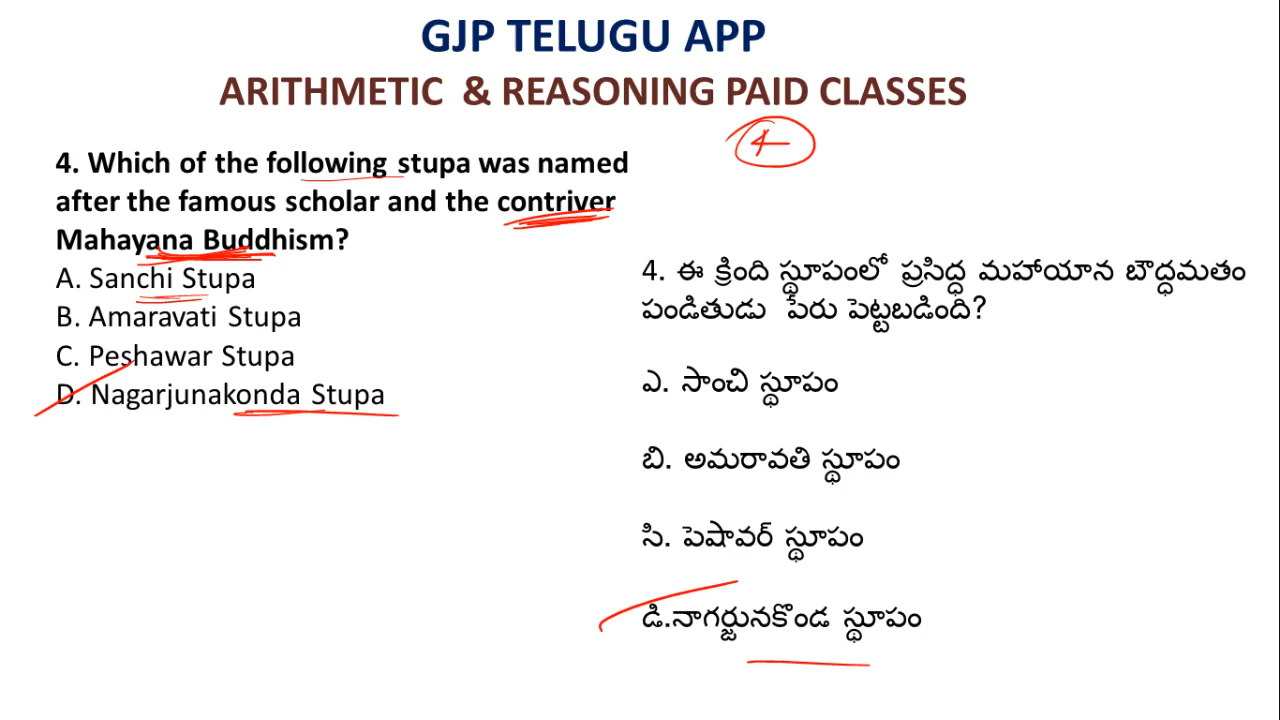 GJP TELUGU APP
ARITHMETIC & REASONING PAID CLASSES
4
4. Which of the following stupa was named
after the famous scholar and the contriver
Mahayana Buddhism?
A. Sanchi Stupa
B. Amaravati Stupa
C. Peshawar Stupa
D. Nagarjunakonda Stupa
4. ఈ క్రింది స్థూపంలో ప్రసిద్ధ మహాయాన బౌద్ధమతం
పండితుడు పేరు పెట్టబడింది?
ఎ. సాంచి స్థూపం
బి. అమరావతి స్థూపం
సి. పెషావర్ స్థూపం
డి.నాగర్జునకొండ స్థూపం